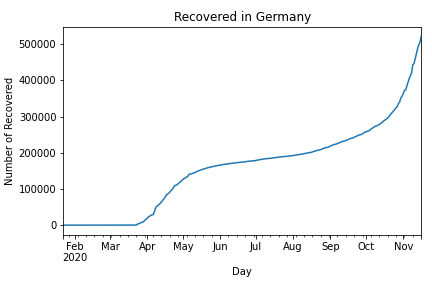 Recovered in Germany
Number of Recovered
500000
400000
300000
200000
100000
0
Feb Mar Apr May Jun Jul Aug Sep Oct Nov
2020
Day